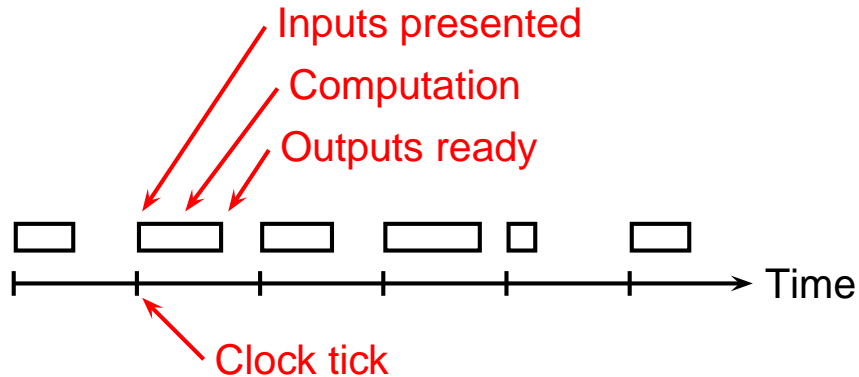 Inputs presented
Computation
Outputs ready
Time
Clock tick